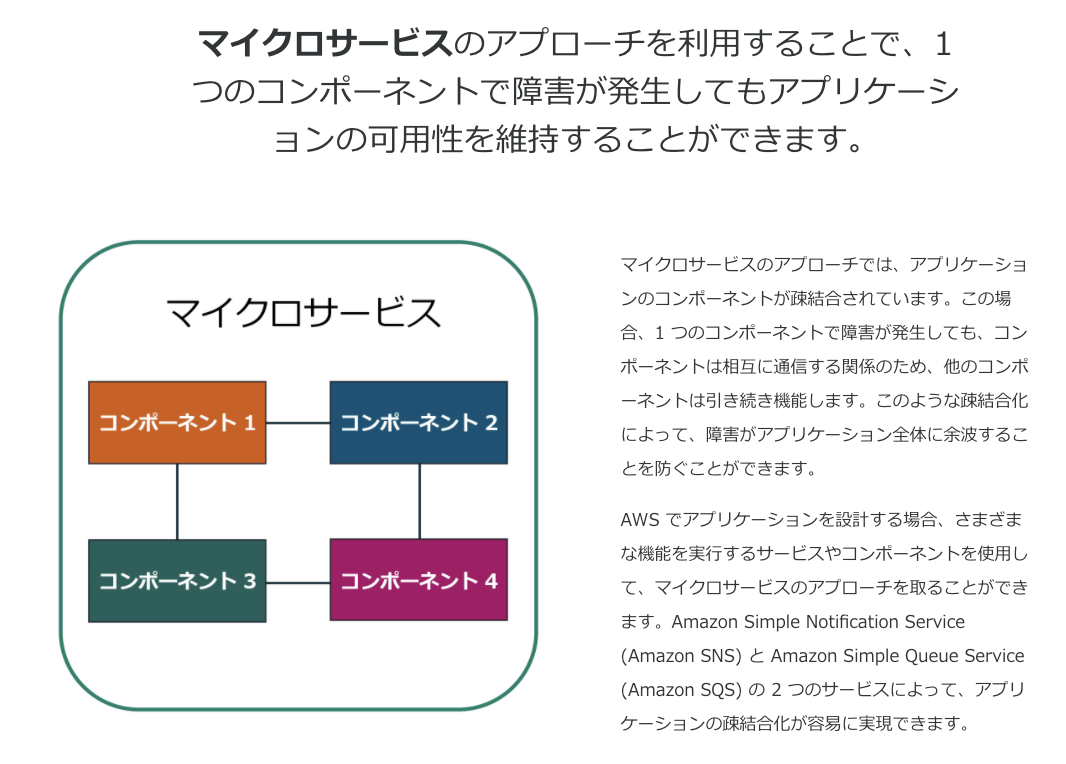 マイクロサービスのアプローチを利用することで、1
つのコンポーネントで障害が発生してもアプリケーシ
ョンの可用性を維持することができます。
マイクロサービス
コンポーネント 1
コンポーネント 2
コンポーネント 3
コンポーネント 4
マイクロサービスのアプローチでは、アプリケーショ
ンのコンポーネントが疎結合されています。この場
合、1 つのコンポーネントで障害が発生しても、コン
ポーネントは相互に通信する関係のため、他のコンポ
ーネントは引き続き機能します。このような疎結合化
によって、障害がアプリケーション全体に余波するこ
とを防ぐことができます。
AWS でアプリケーションを設計する場合、さまざま
な機能を実行するサービスやコンポーネントを使用し
て、マイクロサービスのアプローチを取ることができ
ます。Amazon Simple Notification Service
(Amazon SNS) と Amazon Simple Queue Service
(Amazon SQS) の 2 つのサービスによって、アプリ
ケーションの疎結合化が容易に実現できます。